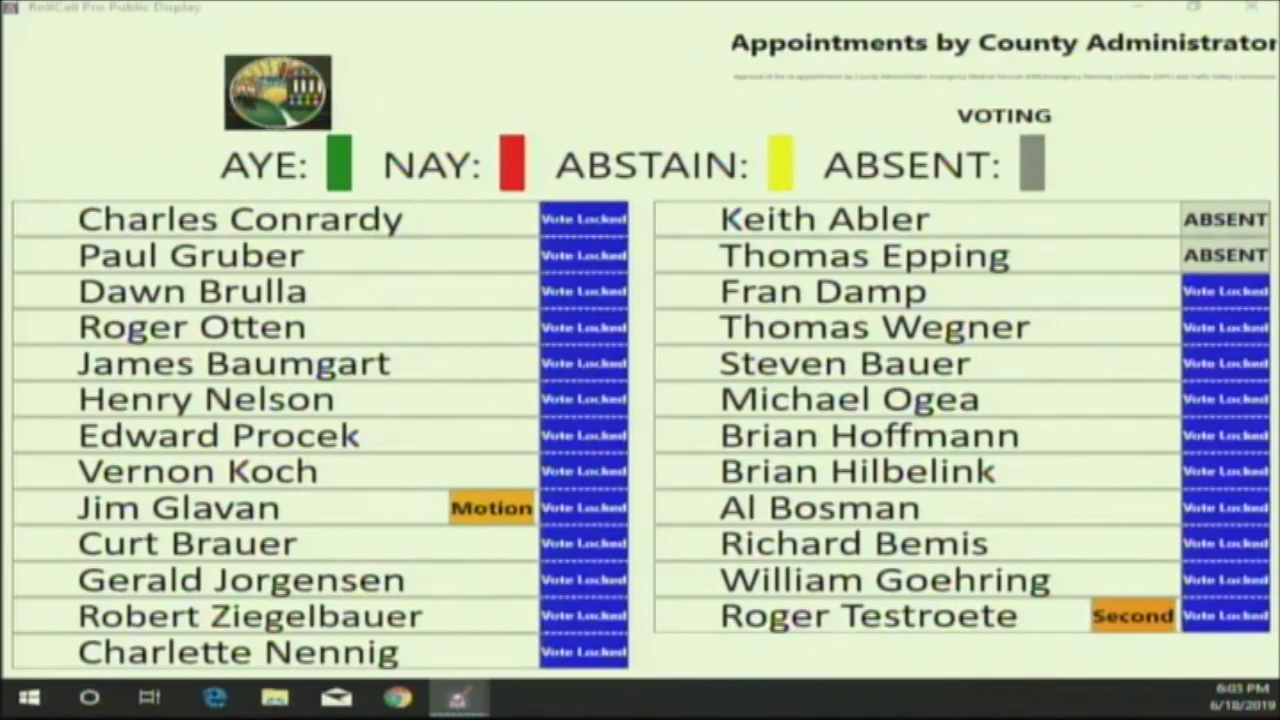 RollCall Pro Public Display
Appointments by County Administrator
VOTING
AYE: NAY: ABSTAIN: ABSENT:
Charles Conrardy Vote Locked
Paul Gruber Vote Locked
Dawn Brulla Vote Locked
Roger Otten Vote Locked
James Baumgart Vote Locked
Henry Nelson Vote Locked
Edward Procek Vote Locked
Vernon Koch Vote Locked
Jim Glavan Motion Vote Locked
Curt Brauer Vote Locked
Gerald Jorgensen Vote Locked
Robert Ziegelbauer Vote Locked
Charlette Nennig Vote Locked
Keith Abler ABSENT
Thomas Epping ABSENT
Fran Damp Vote Locked
Thomas Wegner Vote Locked
Steven Bauer Vote Locked
Michael Ogea Vote Locked
Brian Hoffmann Vote Locked
Brian Hilbelink Vote Locked
Al Bosman Vote Locked
Richard Bemis Vote Locked
William Goehring Vote Locked
Roger Testroete Second Vote Locked
6:03 PM
6/18/2019